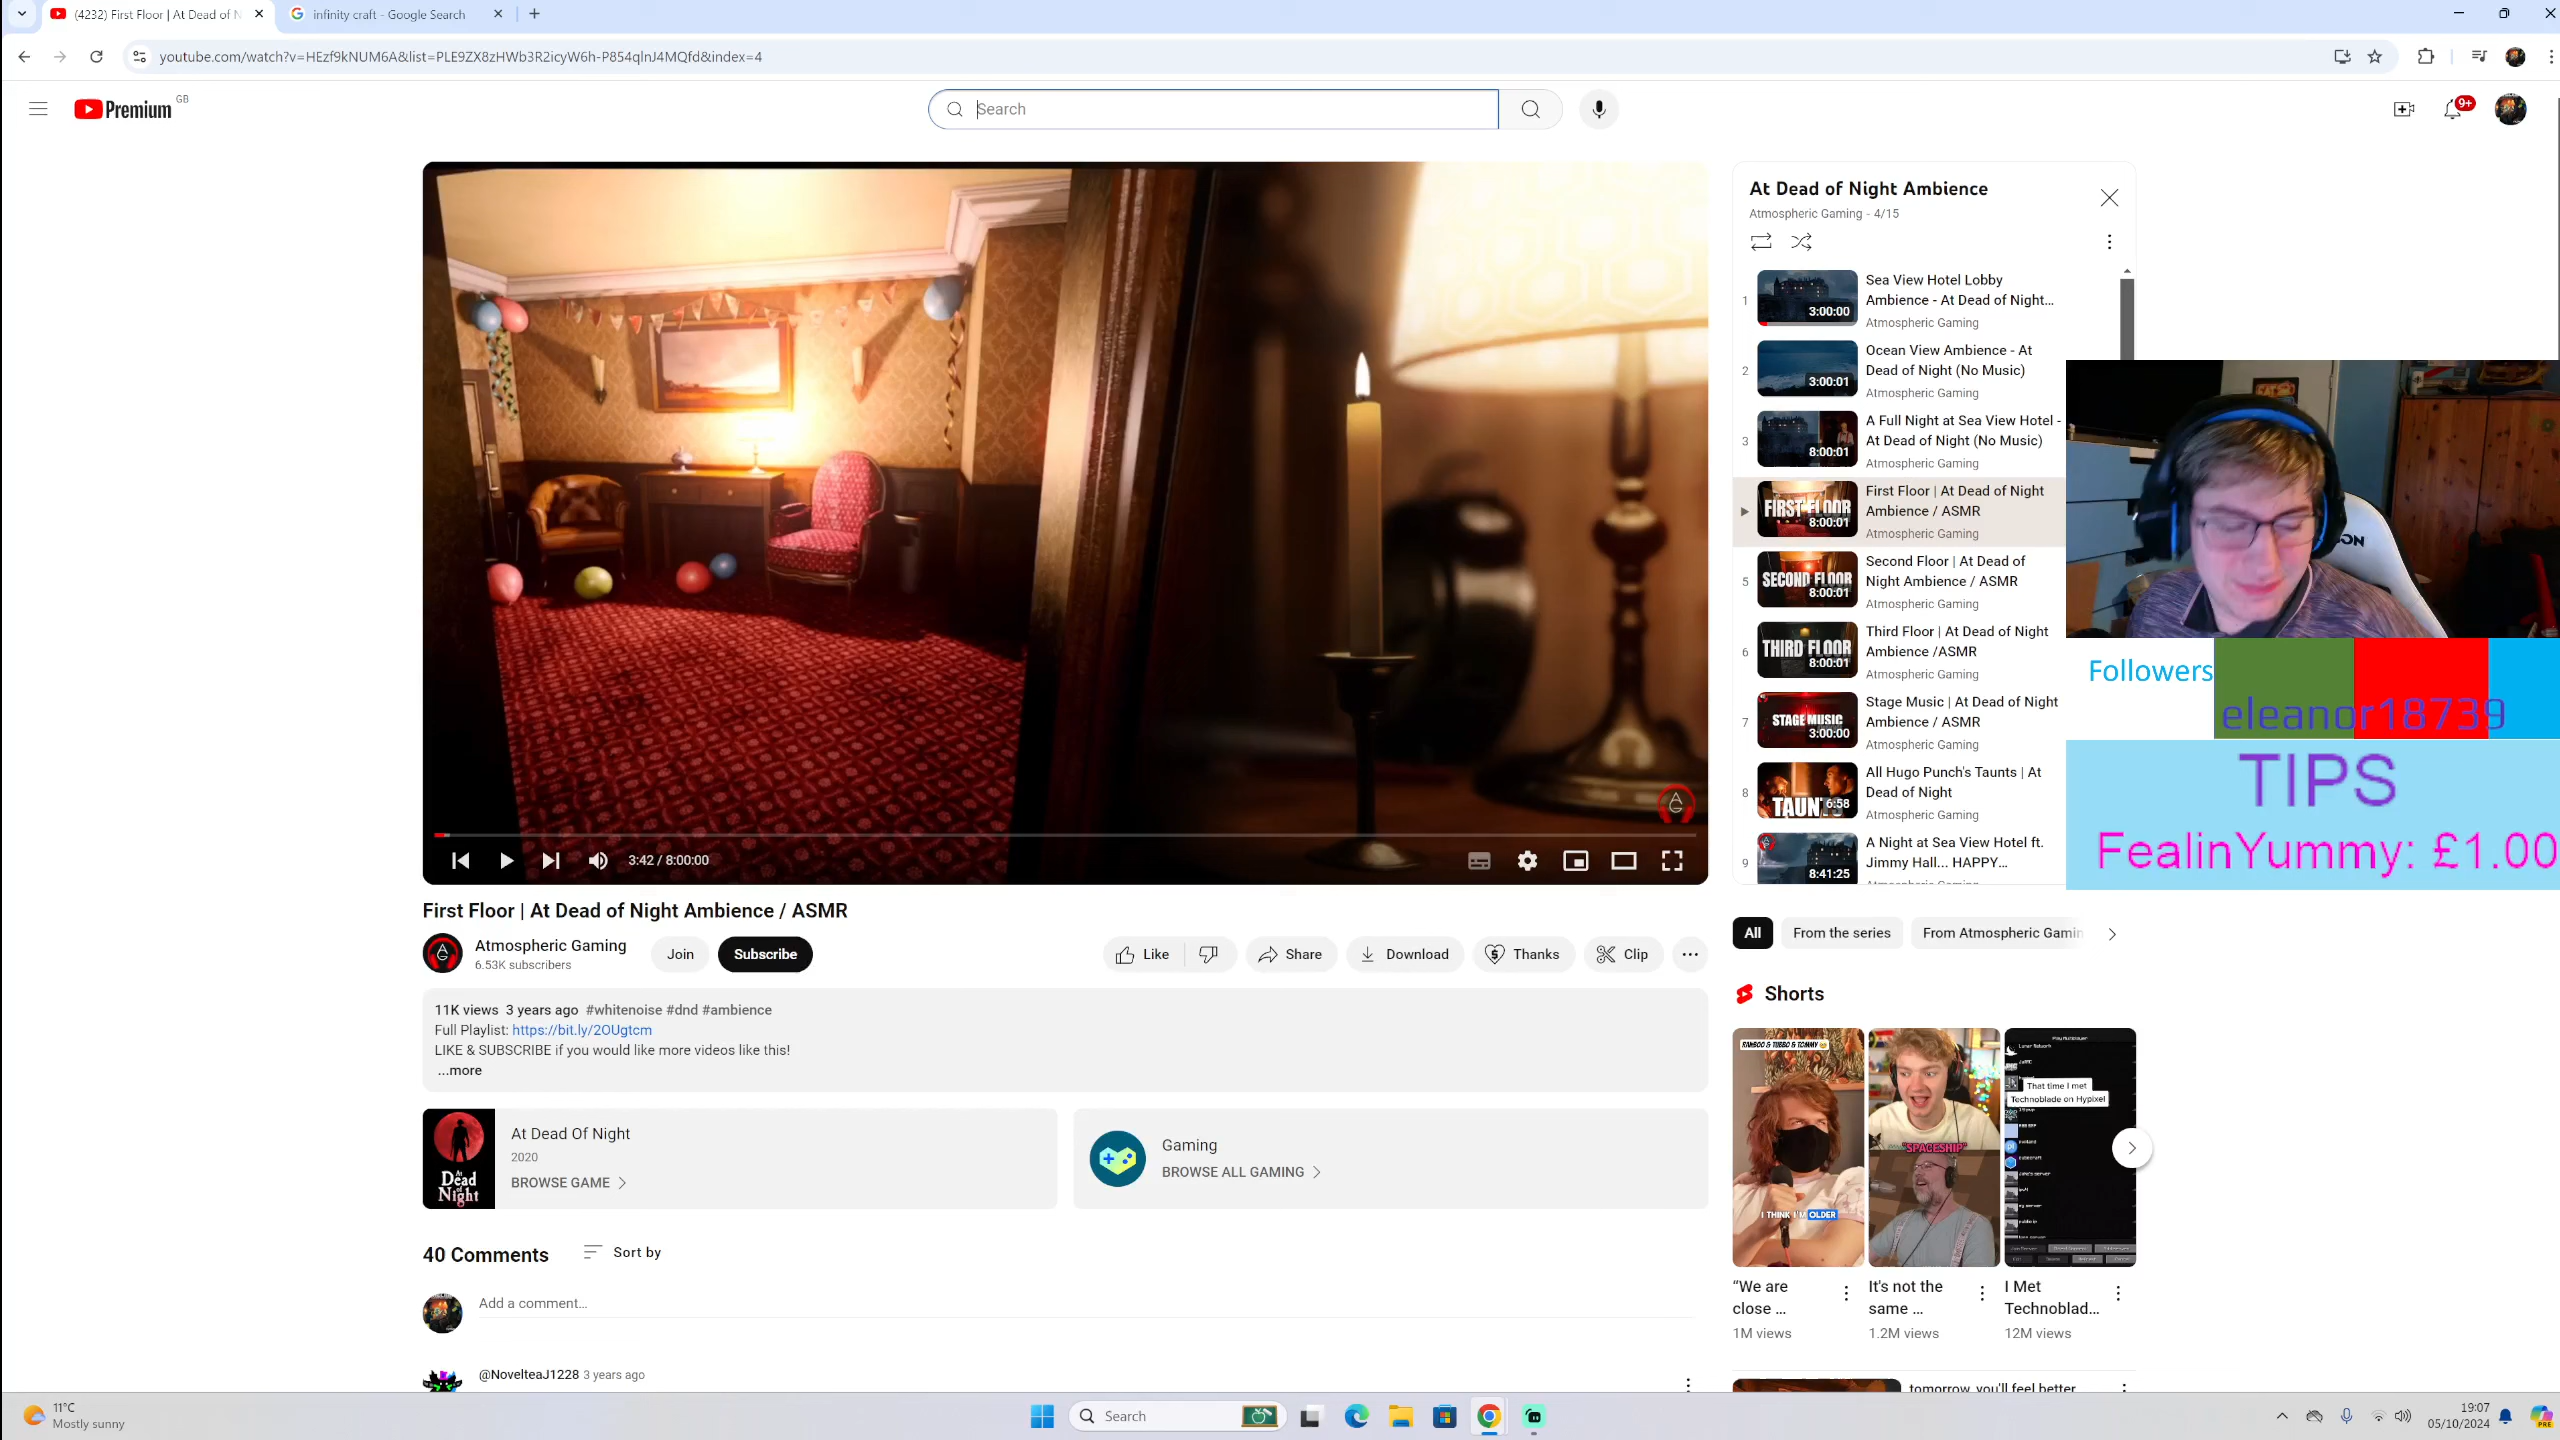 (4232) First Floor | At Dead of N
infinity craft - Google Search
youtube.com/watch?v=HEzf9kNUM6A&list=PLE9ZX8zHWb3R2icyW6h-P854qlnJ4MQfd&index=4
Premium GB
Search
9+
At Dead of Night Ambience
Atmospheric Gaming - 4/15
1
3:00:00
Sea View Hotel Lobby
Ambience - At Dead of Night...
Atmospheric Gaming
2
3:00:01
Ocean View Ambience - At
Dead of Night (No Music)
Atmospheric Gaming
3
8:00:01
A Full Night at Sea View Hotel -
At Dead of Night (No Music)
Atmospheric Gaming
FIRST FLOOR
8:00:01
First Floor | At Dead of Night
Ambience / ASMR
Atmospheric Gaming
5
SECOND FLOOR
8:00:01
Second Floor | At Dead of
Night Ambience / ASMR
Atmospheric Gaming
6
THIRD FLOOR
8:00:01
Third Floor | At Dead of Night
Ambience /ASMR
Atmospheric Gaming
7
STAGE MUSIC
3:00:00
Stage Music | At Dead of Night
Ambience / ASMR
Atmospheric Gaming
8
6:58
All Hugo Punch's Taunts | At
Dead of Night
Atmospheric Gaming
9
8:41:25
A Night at Sea View Hotel ft.
Jimmy Hall... HAPPY...
Followers
eleanor18739
TIPS
FealinYummy: £1.00
3:42 / 8:00:00
First Floor | At Dead of Night Ambience / ASMR
Atmospheric Gaming
6.53K subscribers
Join
Subscribe
Like
Share
Download
Thanks
Clip
All
From the series
From Atmospheric Gamin
11K views 3 years ago #whitenoise #dnd #ambience
Full Playlist: https://bit.ly/2OUgtcm
LIKE & SUBSCRIBE if you would like more videos like this!
...more
At Dead of Night
At Dead Of Night
2020
BROWSE GAME
Gaming
BROWSE ALL GAMING
Shorts
RANBOO & TUBBO & TOMMY
I THINK I'M OLDER
"SPACESHIP"
That time I met
Technoblade on Hypixel
"We are
close ...
1M views
It's not the
same ...
1.2M views
I Met
Technoblad...
12M views
40 Comments
Sort by
Add a comment...
@NovelteaJ1228 3 years ago
tomorrow, you'll feel better
11°C
Mostly sunny
Search
19:07
05/10/2024